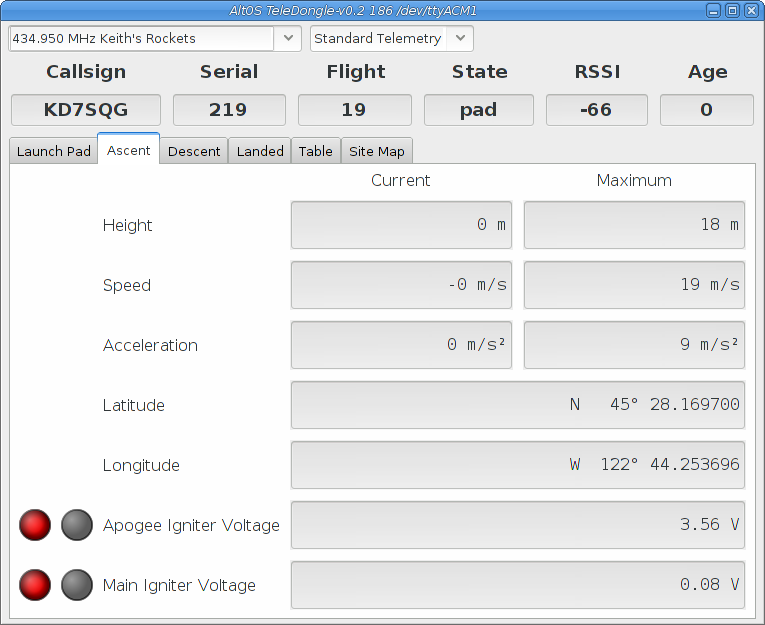 AltOS TeleDongle-v0.2 186 /dev/ttyACM1
434.950 MHz Keith's Rockets Standard Telemetry
Callsign Serial Flight State RSSI Age
KD7SQG 219 19 pad -66 0
Launch Pad Ascent Descent Landed Table Site Map
Current Maximum
Height 0 m 18 m
Speed -0 m/s 19 m/s
Acceleration 0 m/s² 9 m/s²
Latitude N 45° 28.169700
Longitude W 122° 44.253696
Apogee Igniter Voltage 3.56 V
Main Igniter Voltage 0.08 V